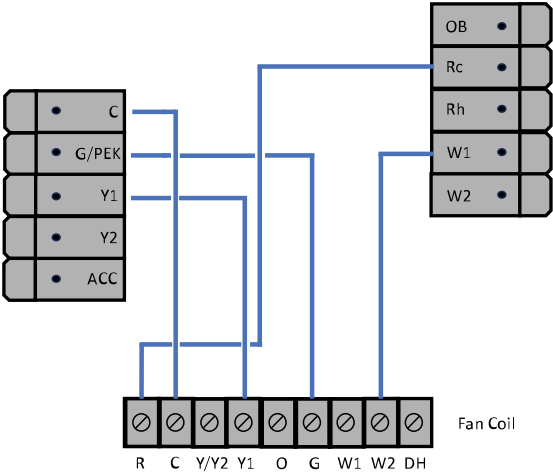 C
G/PEK
Y1
Y2
ACC
OB
Rc
Rh
W1
W2
Fan Coil
R C Y/Y2 Y1 O G W1 W2 DH